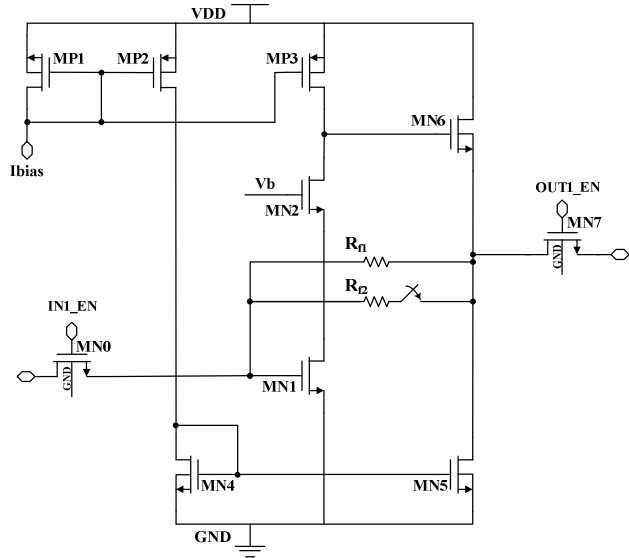 VDD
MP1
MP2
MP3
MN6
Ibias
Vb
MN2
OUT1_EN
MN7
GND
Rf1
Rf2
IN1_EN
MN0
GND
MN1
MN4
MN5
GND